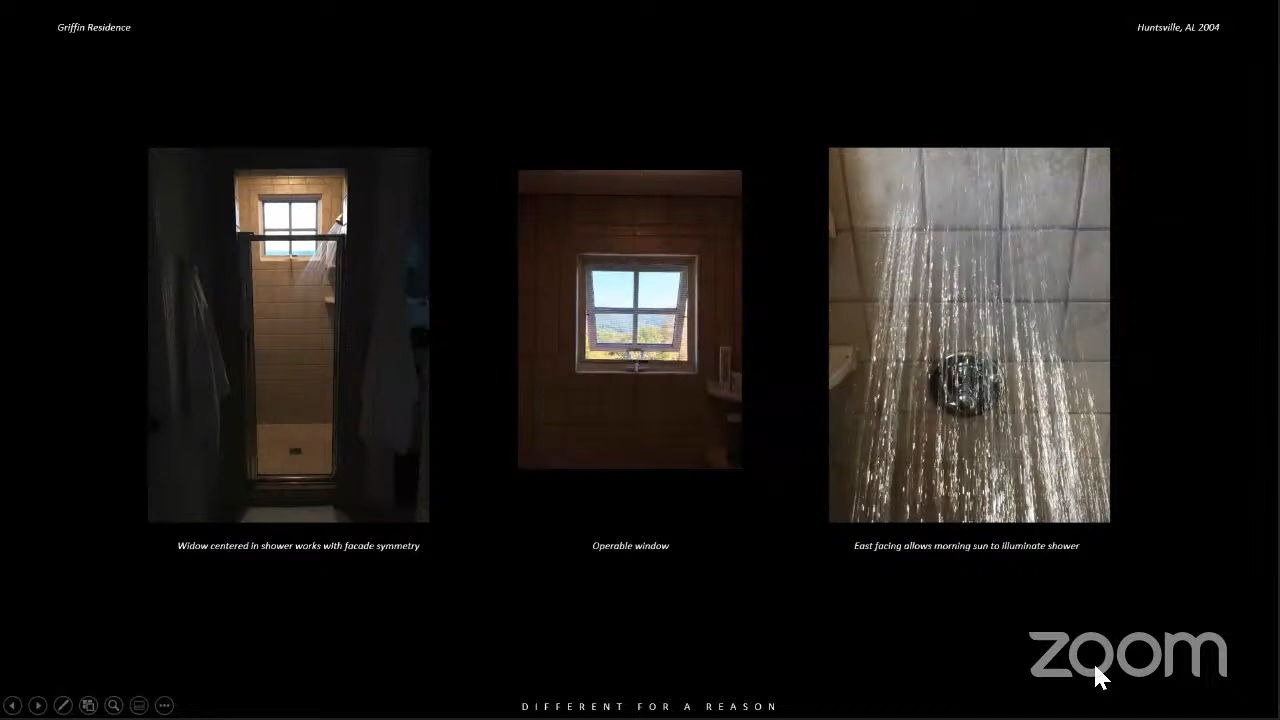 Griffin Residence
Huntsville, AL 2004
Widow centered in shower works with facade symmetry
Operable window
East facing allows morning sun to illuminate shower
zoom
DIFFERENT FOR A REASON